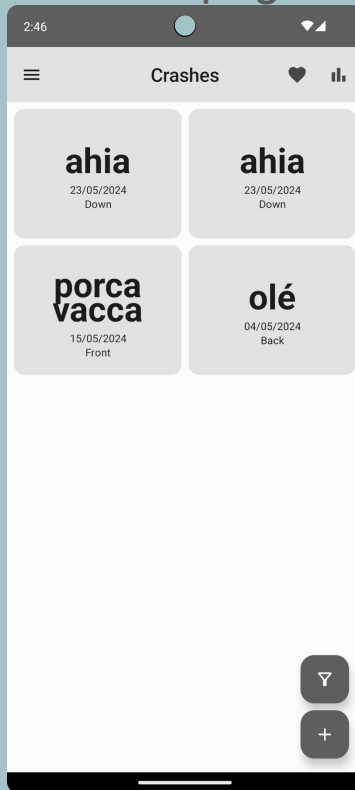 2:46
Crashes
ahia
23/05/2024
Down
ahia
23/05/2024
Down
porca
vacca
15/05/2024
Front
olé
04/05/2024
Back